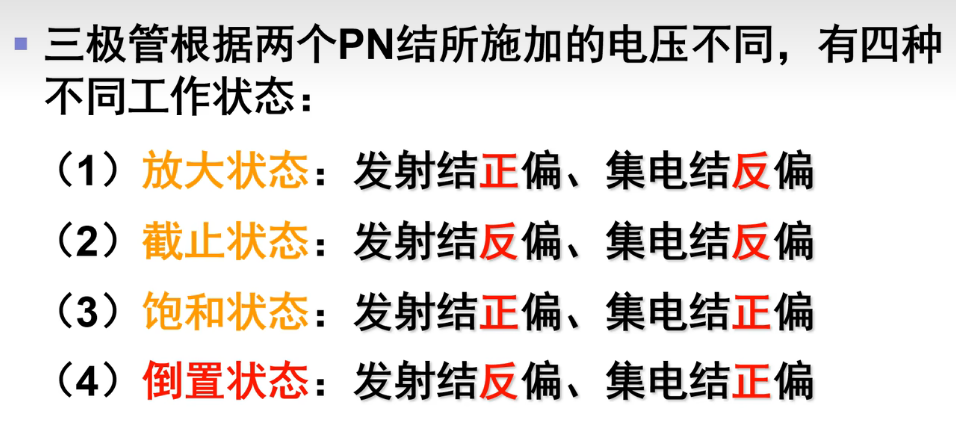 三极管根据两个PN结所施加的电压不同，有四种
不同工作状态：
（1）放大状态：发射结正偏、集电结反偏
（2）截止状态：发射结反偏、集电结反偏
（3）饱和状态：发射结正偏、集电结正偏
（4）倒置状态：发射结反偏、集电结正偏